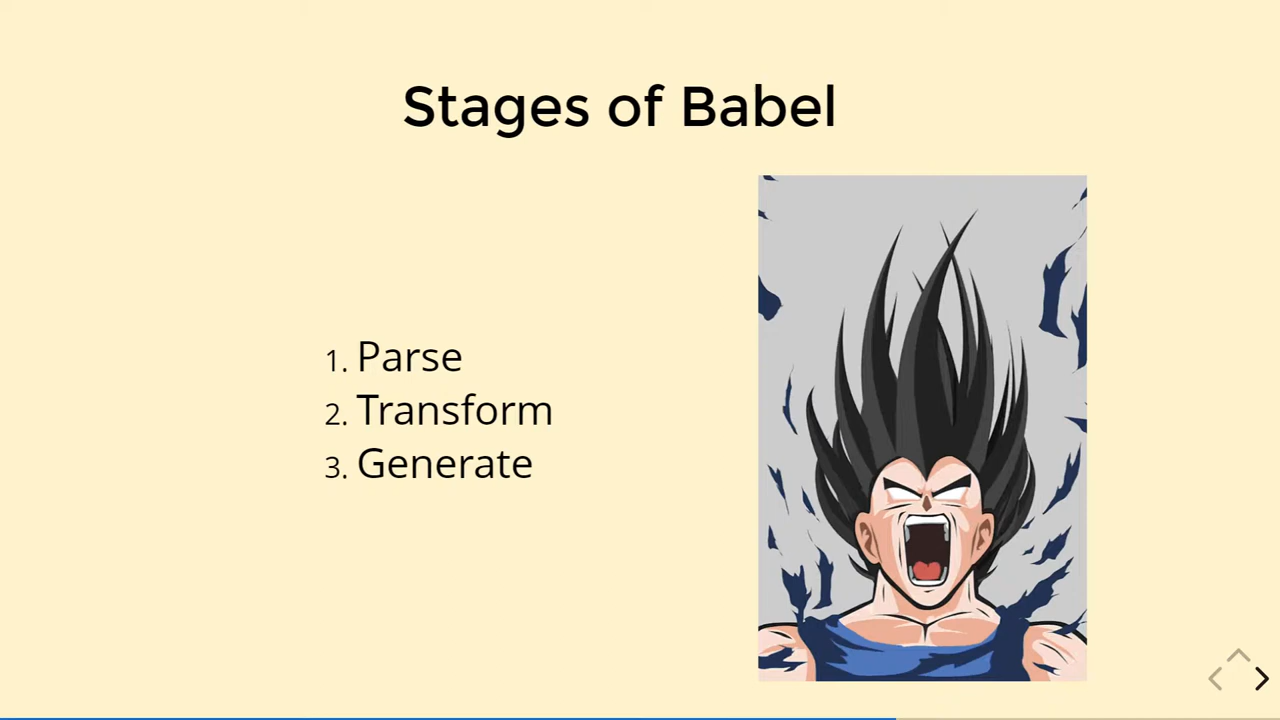 Stages of Babel
1. Parse
2. Transform
3. Generate